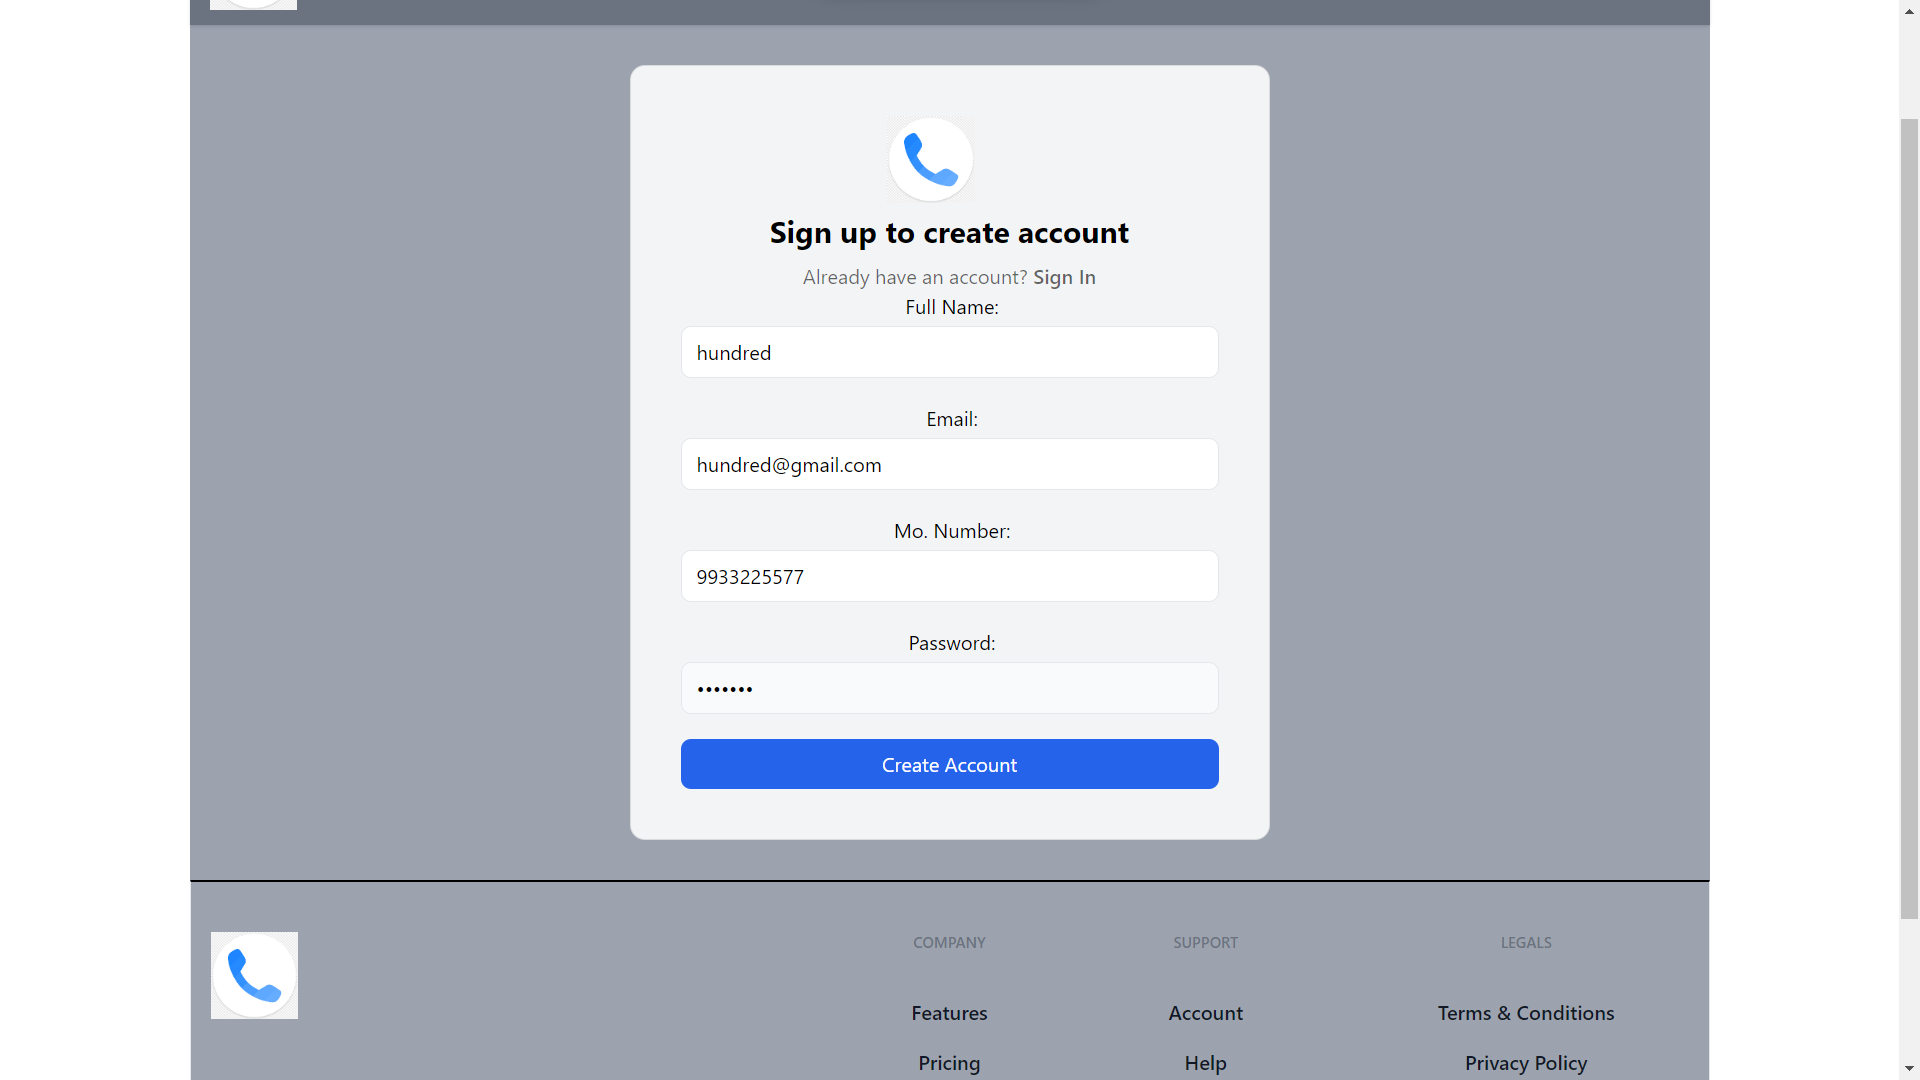 Sign up to create account
Already have an account? Sign In
Full Name:
hundred
Email:
hundred@gmail.com
Mo. Number:
9933225577
Password:
•••••••
Create Account
COMPANY
SUPPORT
LEGALS
Features
Account
Terms & Conditions
Pricing
Help
Privacy Policy